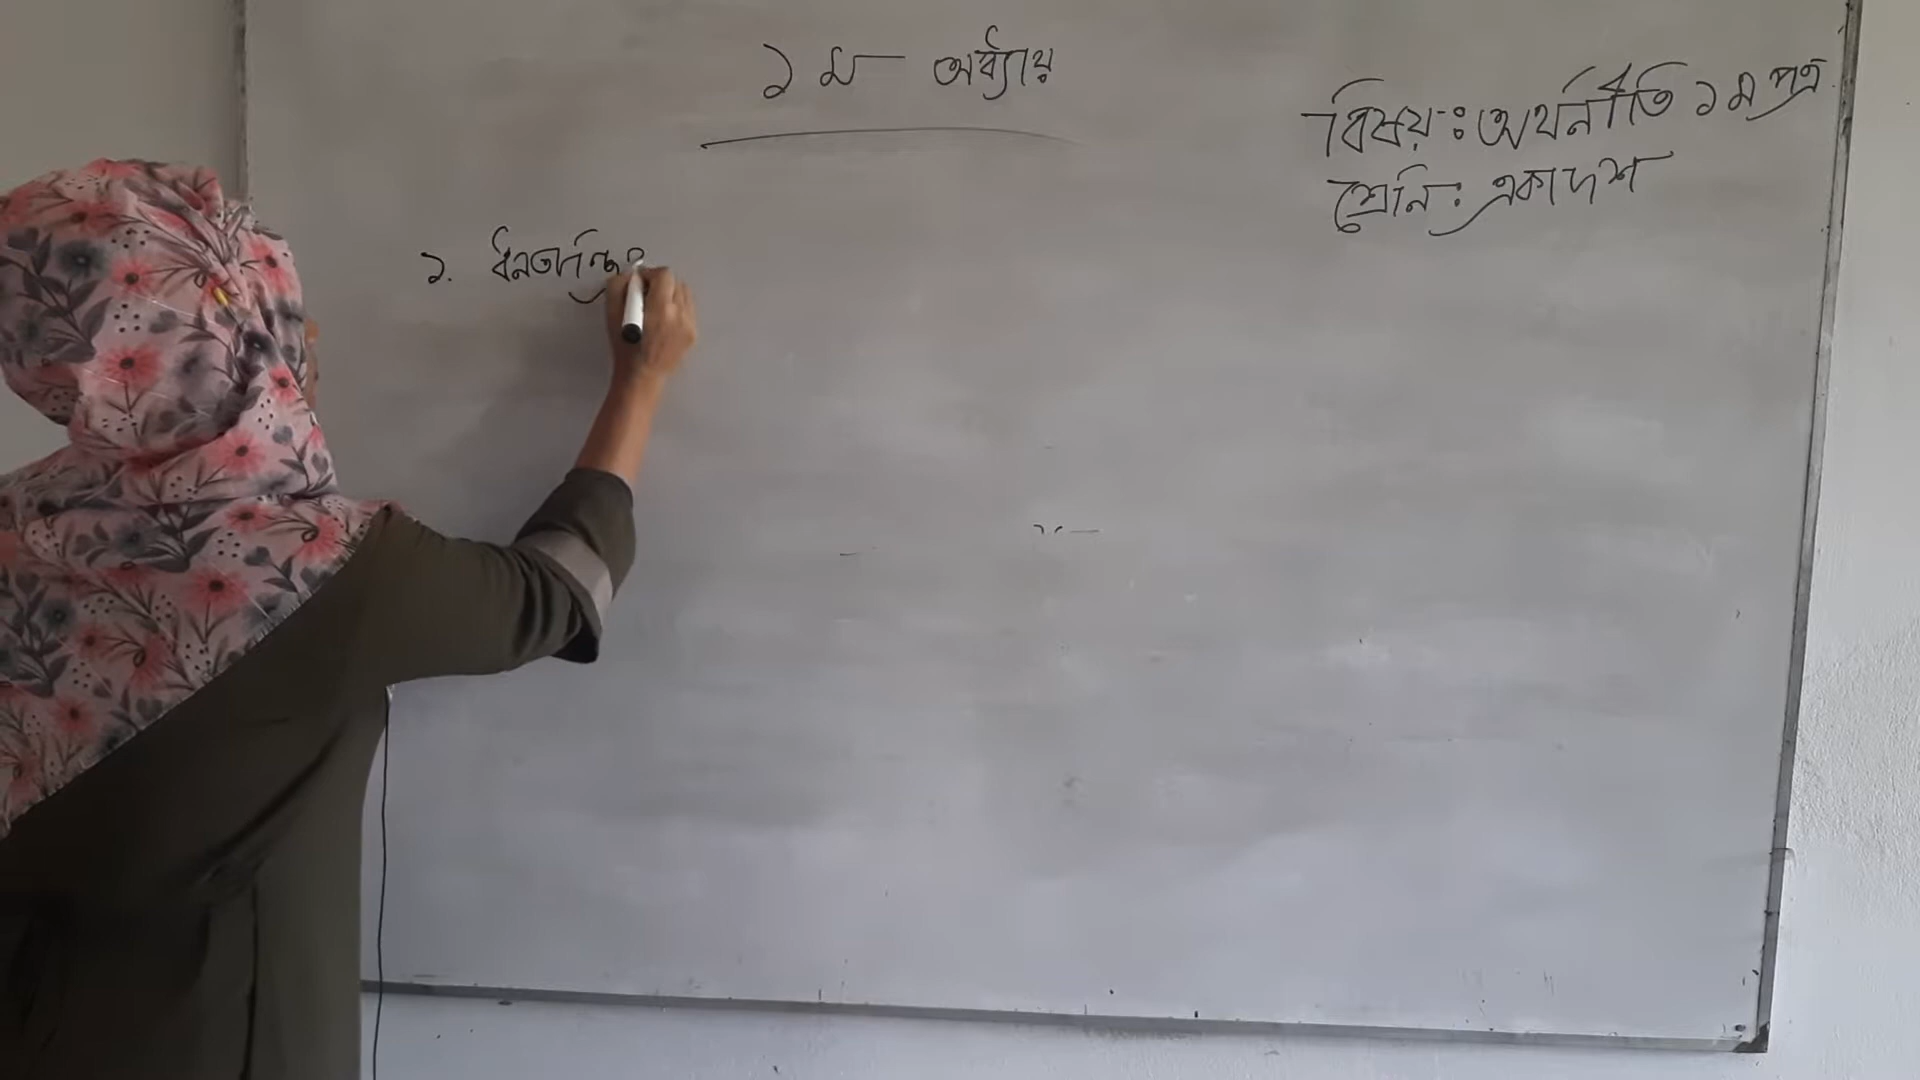 ১ম অধ্যায়
বিষয়ঃ অর্থনীতি ১ম পত্র
শ্রেনি: একাদশ
১. ধনতান্ত্রি